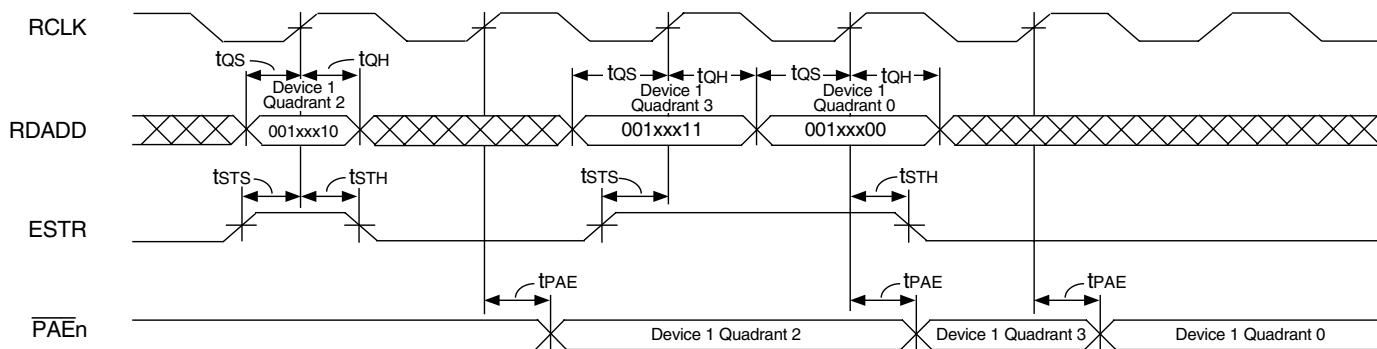 RCLK
tQS tQH tQS tQH tQS tQH
Device 1 Quadrant 2
Device 1 Quadrant 3
Device 1 Quadrant 0
RDADD
001xxx10 001xxx11 001xxx00
tSTS tSTH tSTS tSTH
ESTR
tPAE tPAE tPAE
PAEn
Device 1 Quadrant 2 Device 1 Quadrant 3 Device 1 Quadrant 0